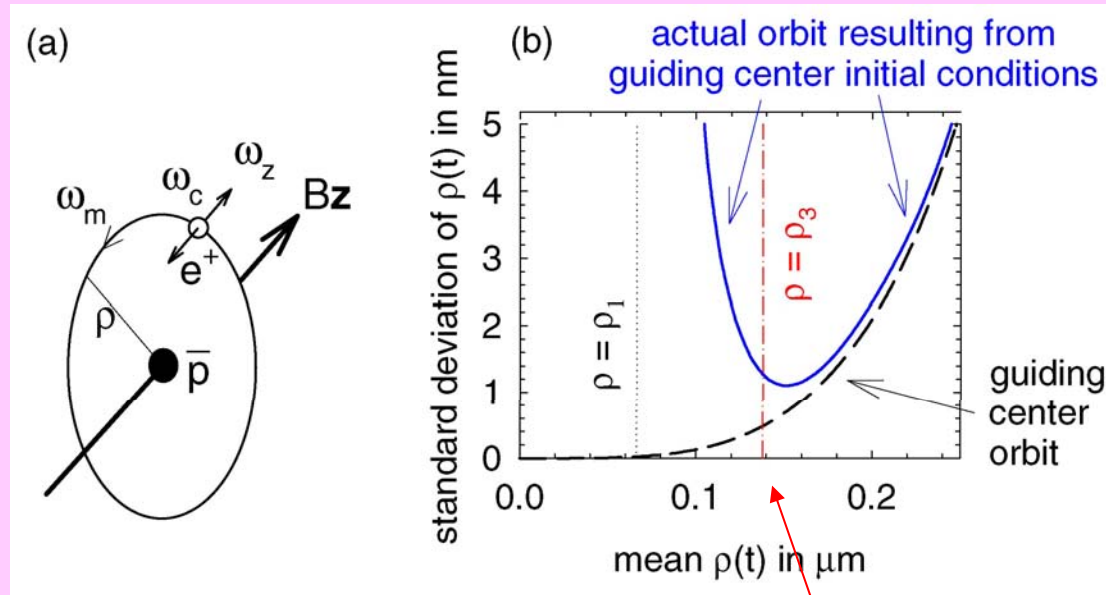 (a)
ω_z
ω_c
ω_m
Bz
e⁺
ρ
p̅
(b)
actual orbit resulting from
guiding center initial conditions
standard deviation of ρ(t) in nm
5
4
3
2
1
0
ρ = ρ₁
ρ = ρ₃
guiding
center
orbit
0.0
0.1
0.2
mean ρ(t) in μm